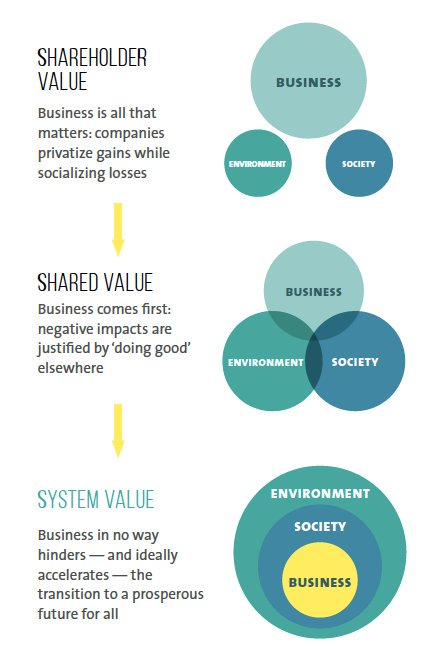 SHAREHOLDER
VALUE
Business is all that
matters: companies
privatize gains while
socializing losses
BUSINESS
ENVIRONMENT
SOCIETY
SHARED VALUE
Business comes first:
negative impacts are
justified by ‘doing good’
elsewhere
BUSINESS
ENVIRONMENT
SOCIETY
SYSTEM VALUE
Business in no way
hinders — and ideally
accelerates — the
transition to a prosperous
future for all
ENVIRONMENT
SOCIETY
BUSINESS